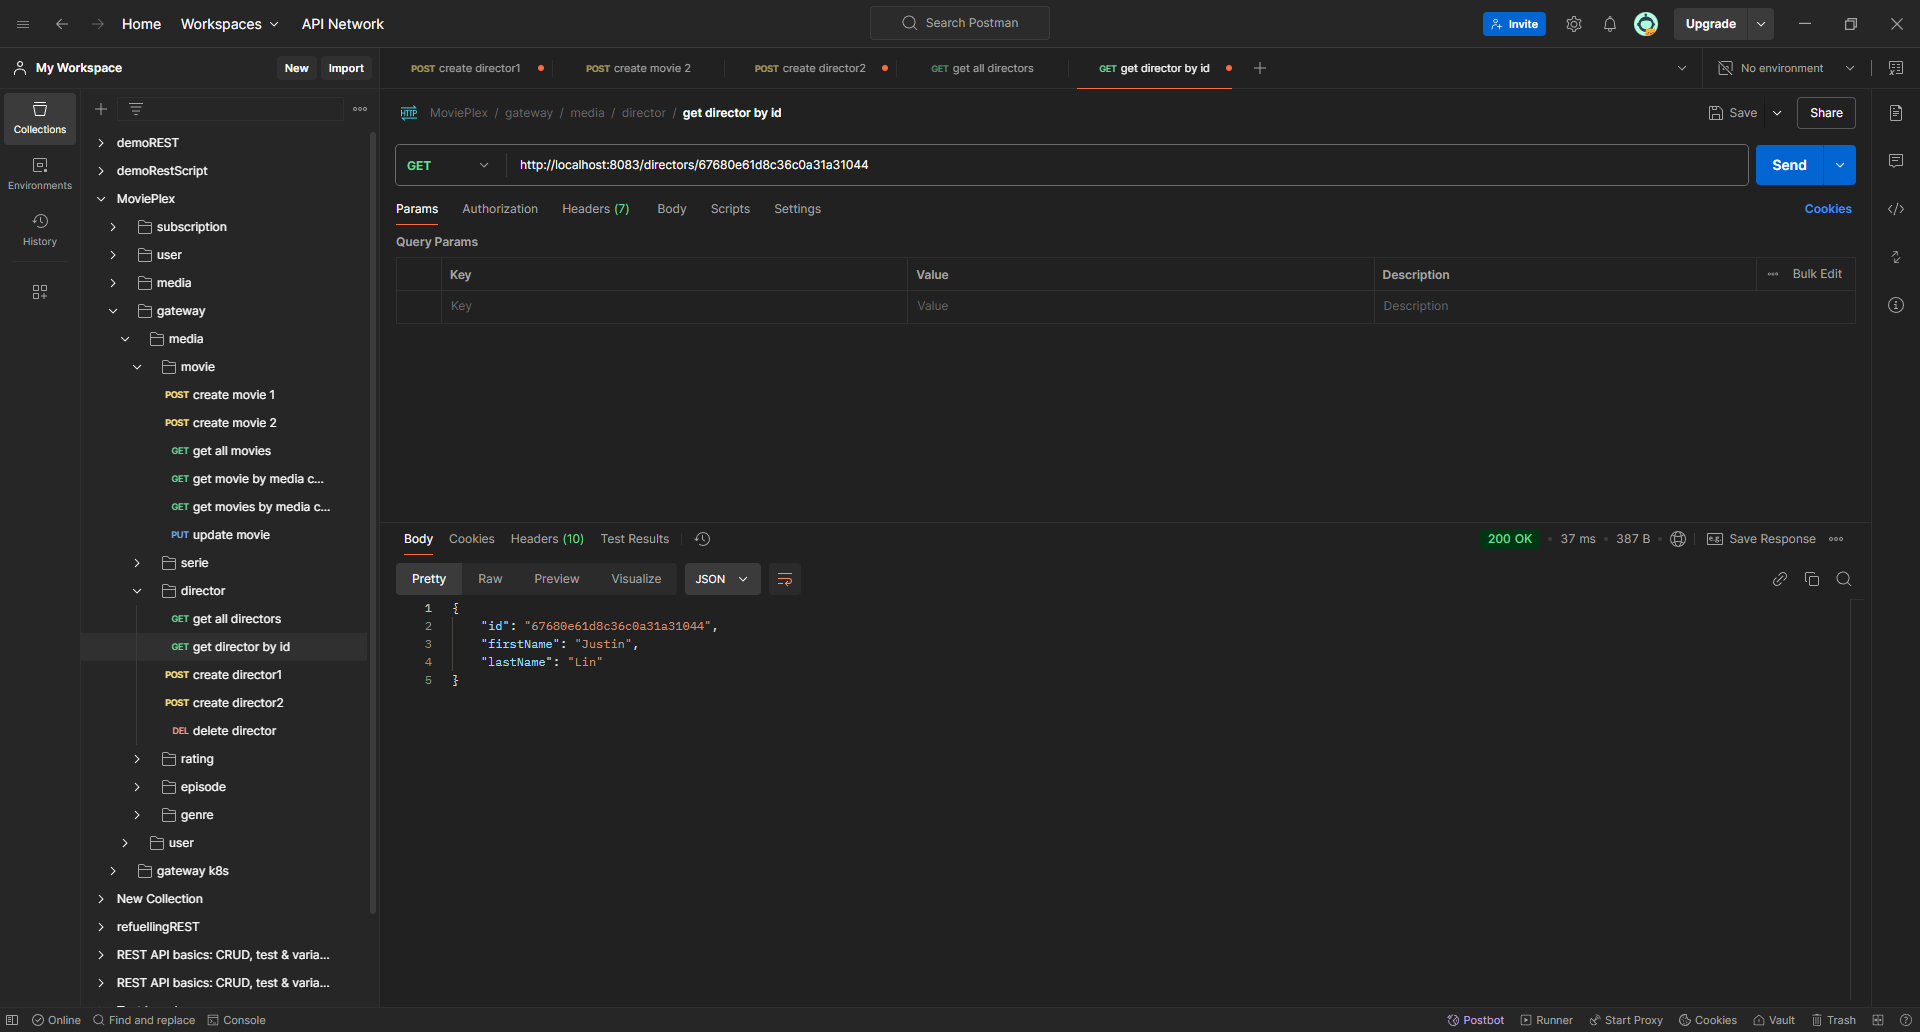 Home Workspaces API Network Search Postman Invite Upgrade
My Workspace New Import POST create director1 POST create movie 2 POST create director2 GET get all directors GET get director by id No environment
Collections
Environments
History
demoREST
demoRestScript
MoviePlex
subscription
user
media
gateway
media
movie
POST create movie 1
POST create movie 2
GET get all movies
GET get movie by media c...
GET get movies by media c...
PUT update movie
serie
director
GET get all directors
GET get director by id
POST create director1
POST create director2
DEL delete director
rating
episode
genre
user
gateway k8s
New Collection
refuellingREST
REST API basics: CRUD, test & varia...
REST API basics: CRUD, test & varia...
HTTP MoviePlex / gateway / media / director / get director by id Save Share
GET http://localhost:8083/directors/67680e61d8c36c0a31a31044 Send
Params Authorization Headers (7) Body Scripts Settings Cookies
Query Params
Key Value Description Bulk Edit
Key Value Description
Body Cookies Headers (10) Test Results 200 OK 37 ms 387 B e.g. Save Response
Pretty Raw Preview Visualize JSON
1 {
2 "id": "67680e61d8c36c0a31a31044",
3 "firstName": "Justin",
4 "lastName": "Lin"
5 }
Online Find and replace Console Postbot Runner Start Proxy Cookies Vault Trash